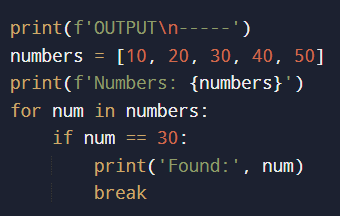 print(f'OUTPUT\n-----')
numbers = [10, 20, 30, 40, 50]
print(f'Numbers: {numbers}')
for num in numbers:
    if num == 30:
        print('Found:', num)
        break